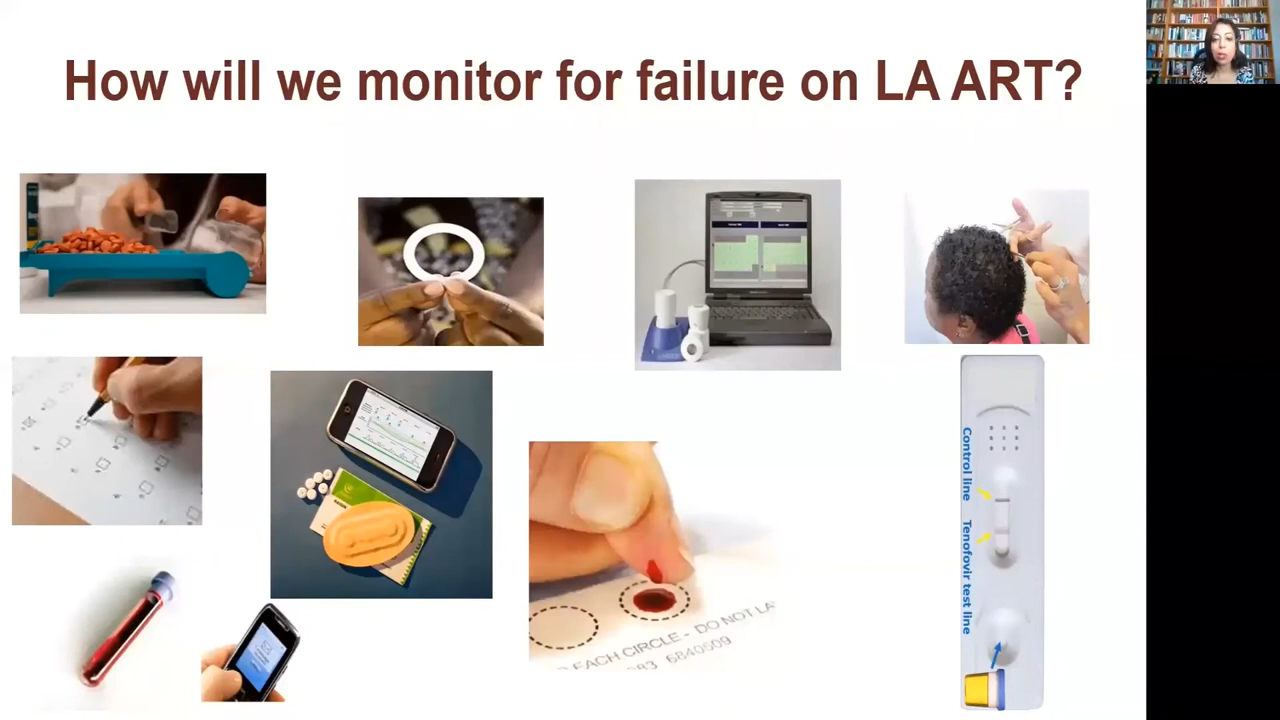 How will we monitor for failure on LA ART?
Control line
Tenofovir test line
EACH CIRCLE - DO NOT LA
6840609